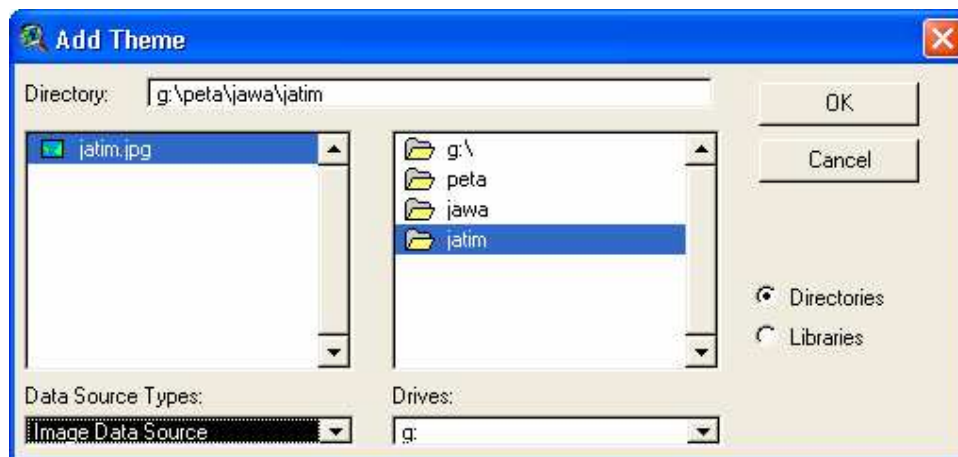 Add Theme
Directory: g:\peta\jawa\jatim
OK
Cancel
jatim.jpg
g:\
peta
jawa
jatim
Directories
Libraries
Data Source Types:
Image Data Source
Drives:
g: